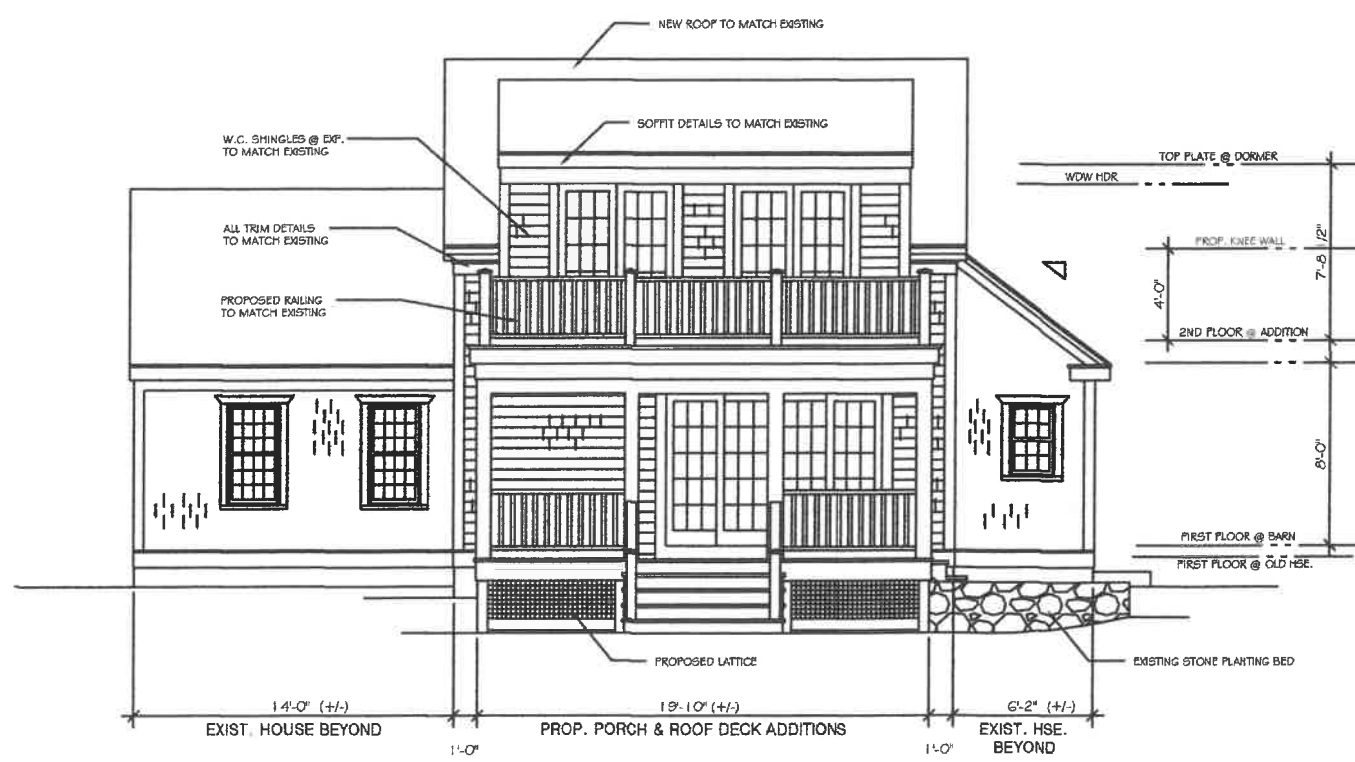 NEW ROOF TO MATCH EXISTING
SOFFIT DETAILS TO MATCH EXISTING
W.C. SHINGLES @ EXP.
TO MATCH EXISTING
TOP PLATE @ DORMER
WDW HDR
ALL TRIM DETAILS
TO MATCH EXISTING
PROP. KNEE WALL
7'-8 1/2"
4'-0"
PROPOSED RAILING
TO MATCH EXISTING
2ND FLOOR @ ADDITION
8'-0"
FIRST FLOOR @ BARN
FIRST FLOOR @ OLD HSE.
PROPOSED LATTICE
EXISTING STONE PLANTING BED
14'-0" (+/-)
EXIST. HOUSE BEYOND
1'-0"
19'-10" (+/-)
PROP. PORCH & ROOF DECK ADDITIONS
1'-0"
6'-2" (+/-)
EXIST. HSE.
BEYOND